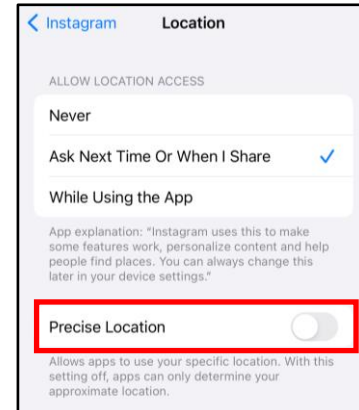 Instagram Location
ALLOW LOCATION ACCESS
Never
Ask Next Time Or When I Share
While Using the App
App explanation: “Instagram uses this to make
some features work, personalize content and help
people find places. You can always change this
later in your device settings.”
Precise Location
Allows apps to use your specific location. With this
setting off, apps can only determine your
approximate location.